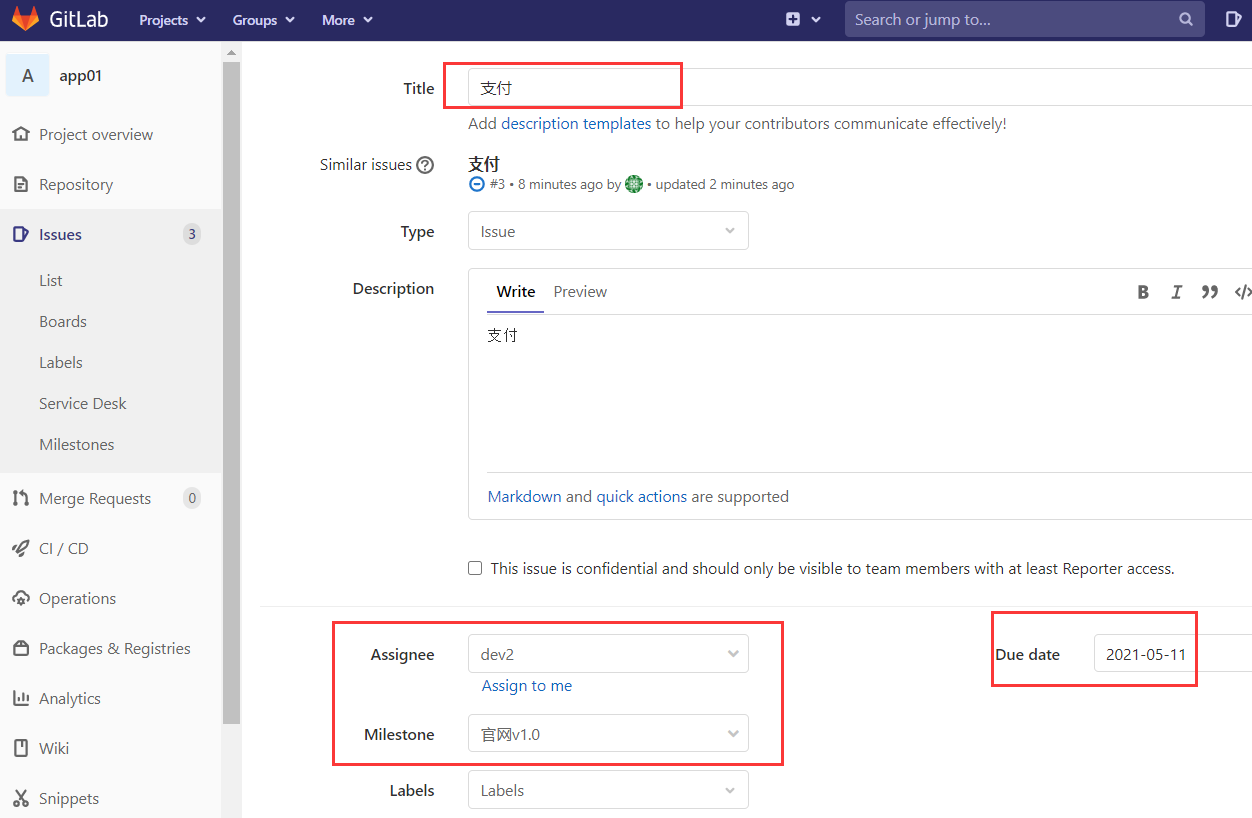 GitLab Projects Groups More Search or jump to...
A app01
Project overview
Repository
Issues 3
List
Boards
Labels
Service Desk
Milestones
Merge Requests 0
CI / CD
Operations
Packages & Registries
Analytics
Wiki
Snippets
Title 支付
Add description templates to help your contributors communicate effectively!
Similar issues ? 支付
#3 • 8 minutes ago by • updated 2 minutes ago
Type Issue
Description Write Preview B I
支付
Markdown and quick actions are supported
This issue is confidential and should only be visible to team members with at least Reporter access.
Assignee dev2 Due date 2021-05-11
Assign to me
Milestone 官网v1.0
Labels Labels